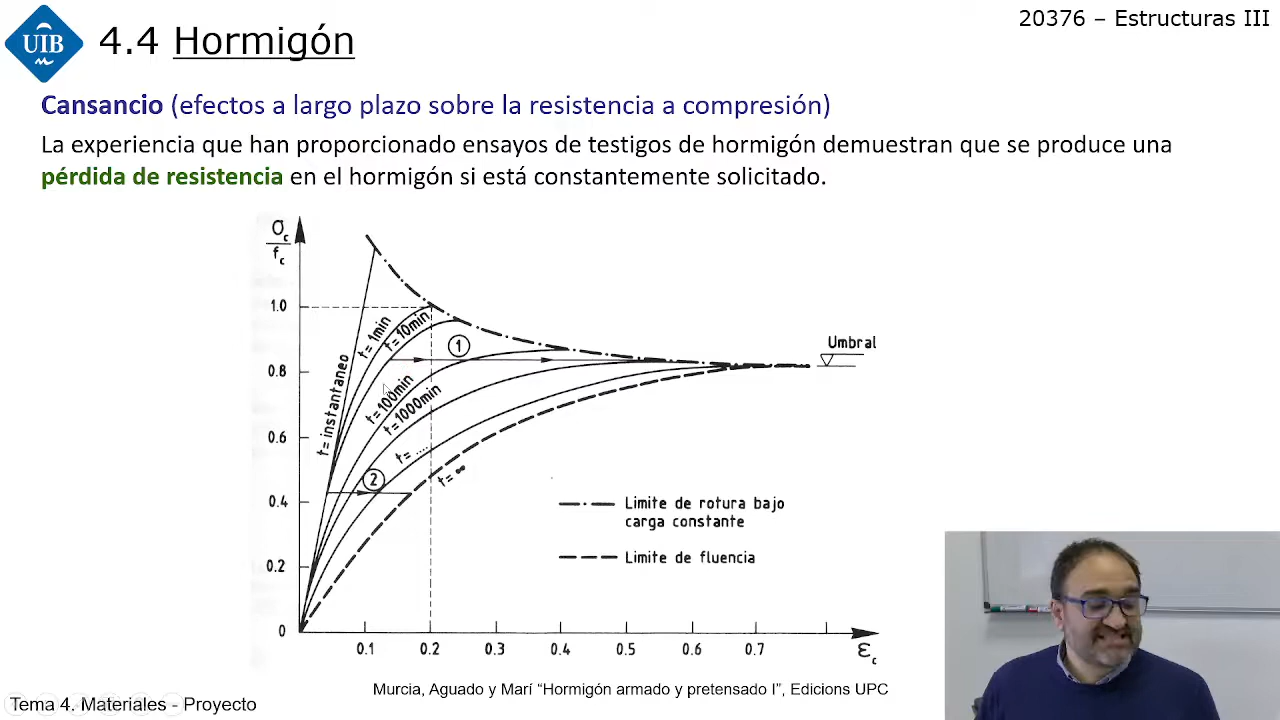 20376 – Estructuras III
UIB
4.4 Hormigón
Cansancio (efectos a largo plazo sobre la resistencia a compresión)
La experiencia que han proporcionado ensayos de testigos de hormigón demuestran que se produce una
pérdida de resistencia en el hormigón si está constantemente solicitado.
σc
fc
1.0
0.8
0.6
0.4
0.2
0
t= instantaneo
t= 1min
t= 10min
t= 100min
t= 1000min
t= ....
t= ∞
1
2
Umbral
Limite de rotura bajo
carga constante
Limite de fluencia
0.1 0.2 0.3 0.4 0.5 0.6 0.7 εc
Murcia, Aguado y Marí “Hormigón armado y pretensado I”, Edicions UPC
Tema 4. Materiales - Proyecto